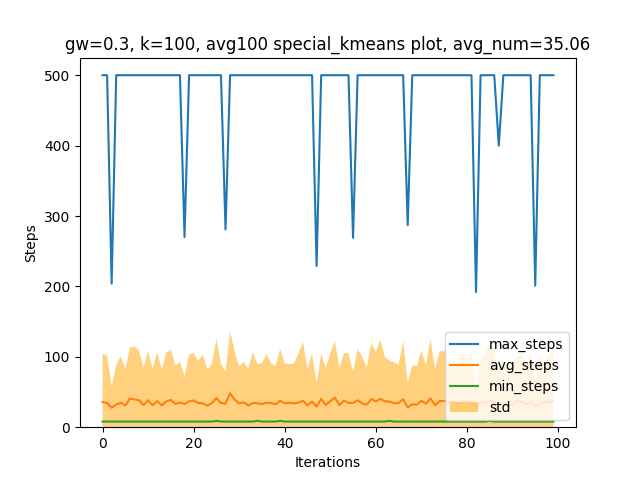 gw=0.3, k=100, avg100 special_kmeans plot, avg_num=35.06
500
400
300
200
100
0
Steps
0 20 40 60 80 100
Iterations
max_steps
avg_steps
min_steps
std